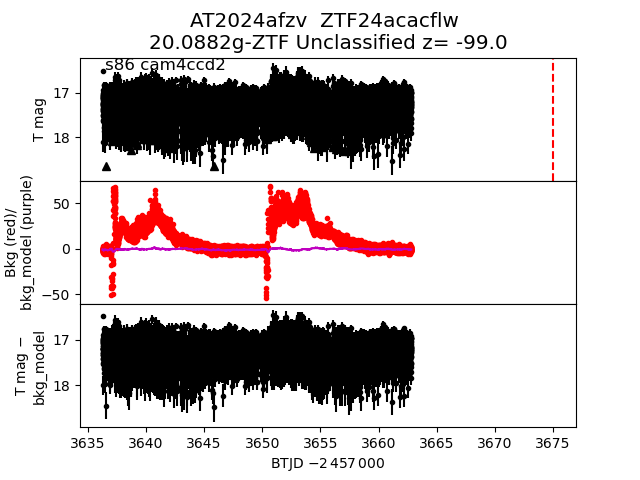 AT2024afzv  ZTF24acacflw
20.0882g-ZTF Unclassified z= -99.0
s86 cam4ccd2
T mag
17
18
Bkg (red)/
bkg_model (purple)
50
0
−50
T mag −
bkg_model
17
18
3635 3640 3645 3650 3655 3660 3665 3670 3675
BTJD −2 457 000